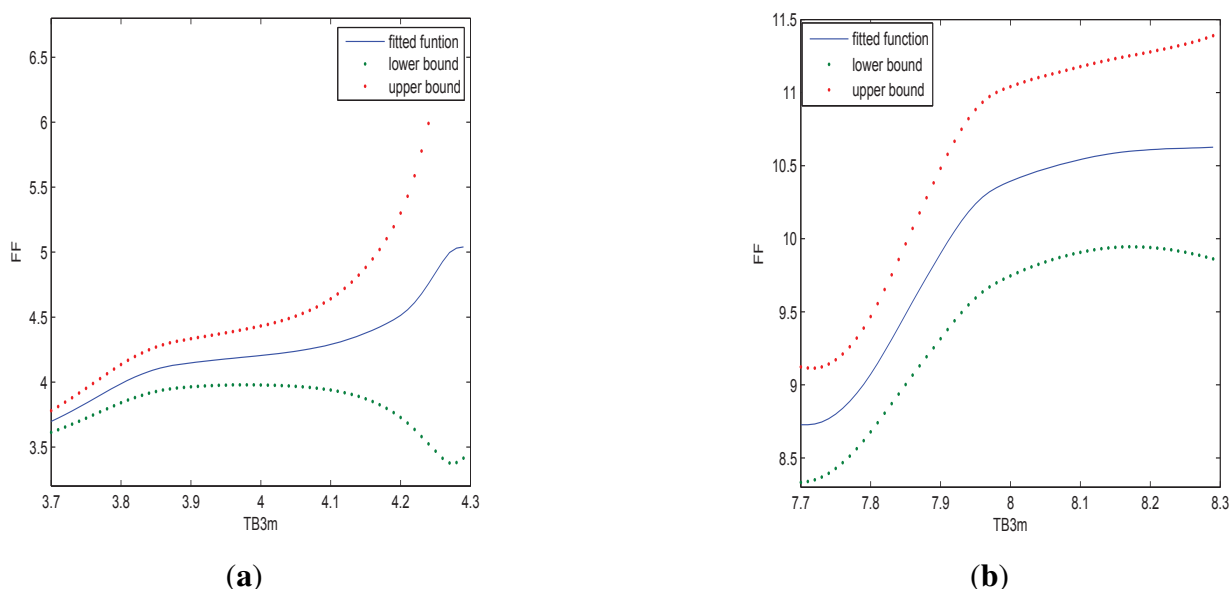 6.5
6
5.5
5
4.5
4
3.5
FF
3.7
3.8
3.9
4
4.1
4.2
4.3
TB3m
fitted funtion
lower bound
upper bound
(a)
11.5
11
10.5
10
9.5
9
8.5
FF
7.7
7.8
7.9
8
8.1
8.2
8.3
TB3m
fitted function
lower bound
upper bound
(b)